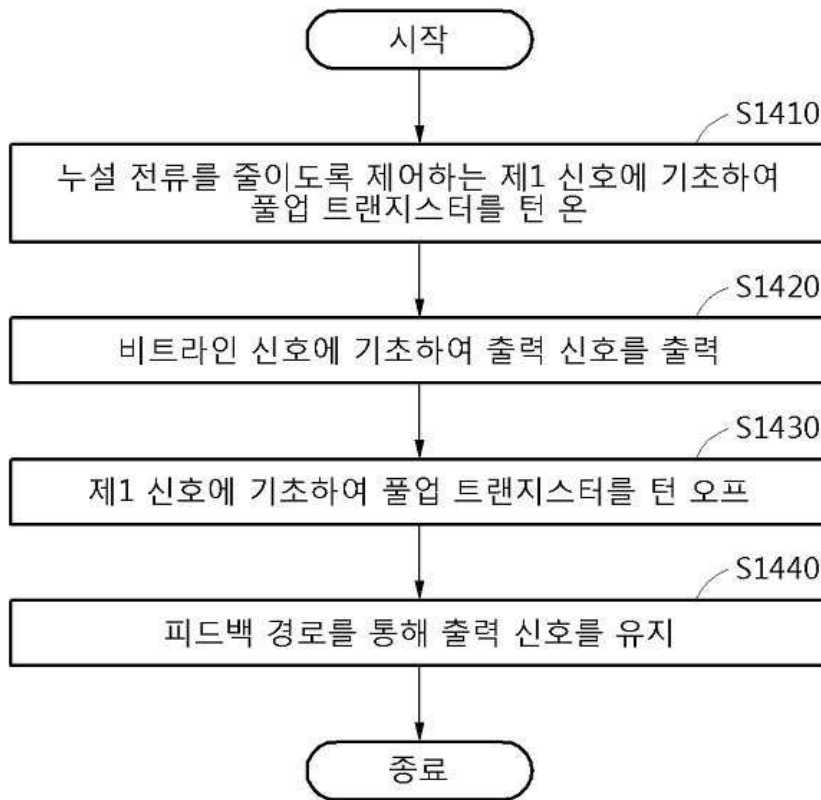 시작
S1410
누설 전류를 줄이도록 제어하는 제1 신호에 기초하여
풀업 트랜지스터를 턴 온
S1420
비트라인 신호에 기초하여 출력 신호를 출력
S1430
제1 신호에 기초하여 풀업 트랜지스터를 턴 오프
S1440
피드백 경로를 통해 출력 신호를 유지
종료